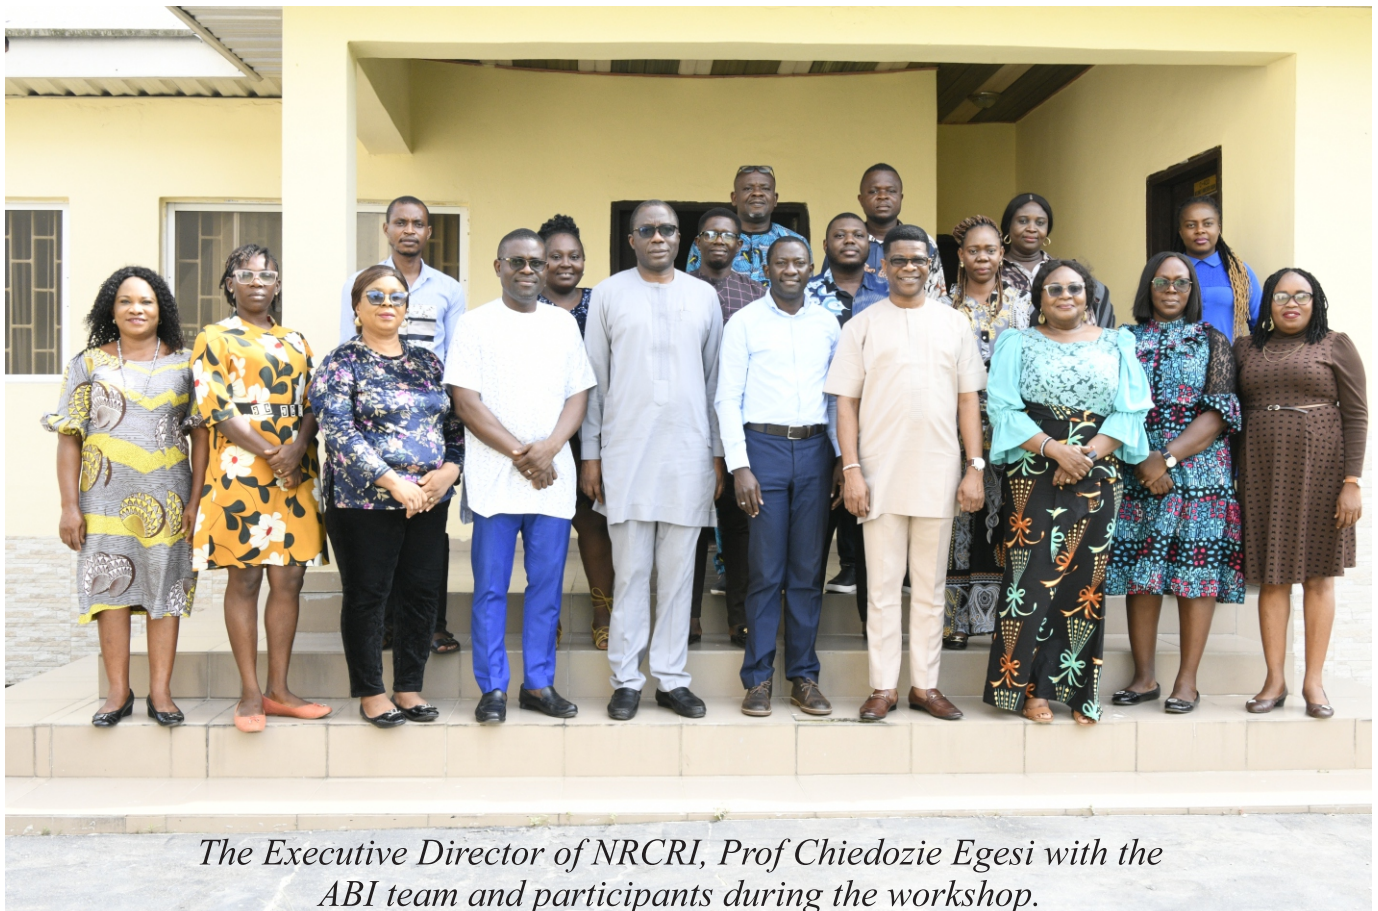 The Executive Director of NRCRI, Prof Chiedozie Egesi with the
ABI team and participants during the workshop.